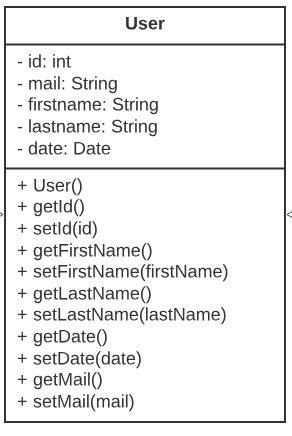 User
- id: int
- mail: String
- firstname: String
- lastname: String
- date: Date
+ User()
+ getId()
+ setId(id)
+ getFirstName()
+ setFirstName(firstName)
+ getLastName()
+ setLastName(lastName)
+ getDate()
+ setDate(date)
+ getMail()
+ setMail(mail)